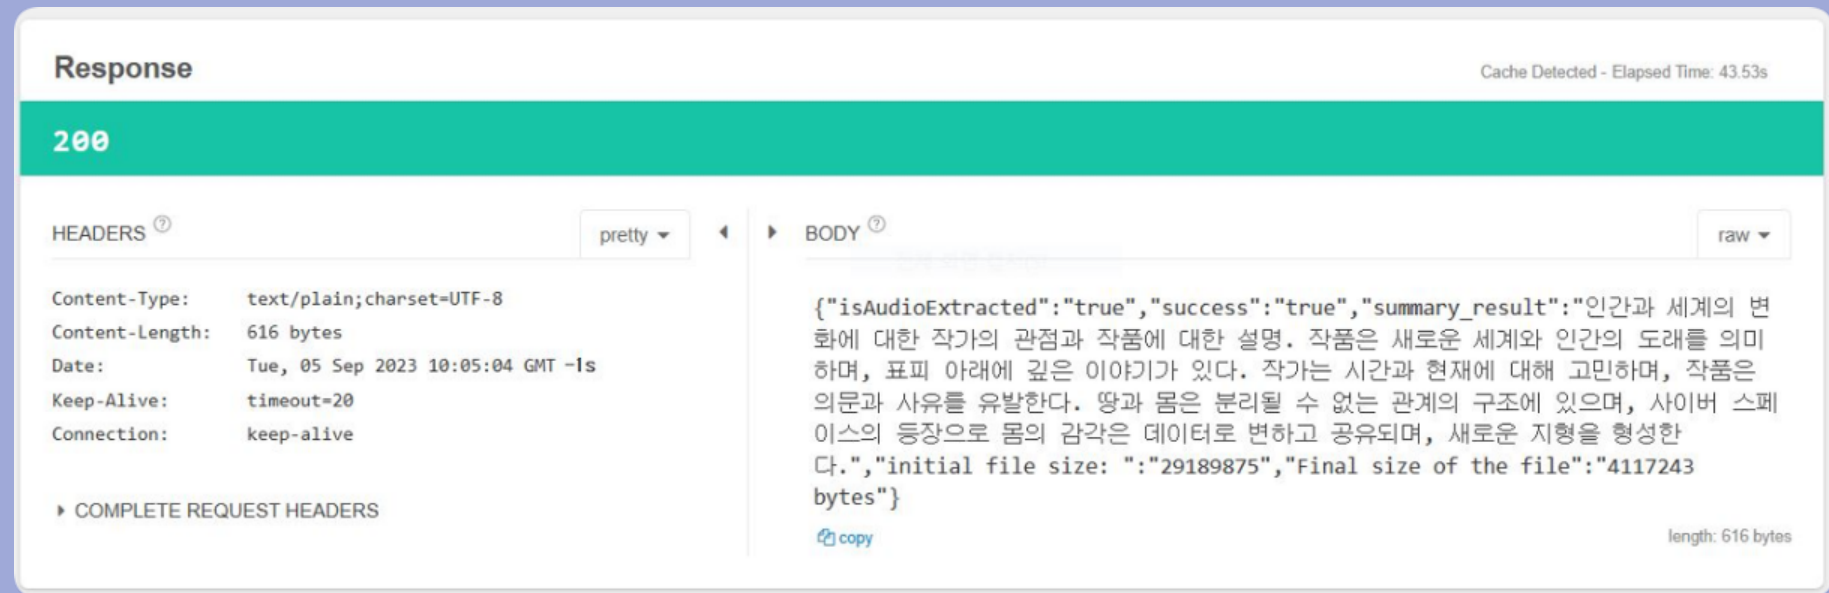 Response
Cache Detected - Elapsed Time: 43.53s
200
HEADERS ?
pretty
BODY ?
raw
Content-Type: text/plain;charset=UTF-8
Content-Length: 616 bytes
Date: Tue, 05 Sep 2023 10:05:04 GMT -1s
Keep-Alive: timeout=20
Connection: keep-alive
COMPLETE REQUEST HEADERS
{"isAudioExtracted":"true","success":"true","summary_result":"인간과 세계의 변
화에 대한 작가의 관점과 작품에 대한 설명. 작품은 새로운 세계와 인간의 도래를 의미
하며, 표피 아래에 깊은 이야기가 있다. 작가는 시간과 현재에 대해 고민하며, 작품은
의문과 사유를 유발한다. 땅과 몸은 분리될 수 없는 관계의 구조에 있으며, 사이버 스페
이스의 등장으로 몸의 감각은 데이터로 변하고 공유되며, 새로운 지형을 형성한
다.","initial file size: ":"29189875","Final size of the file":"4117243
bytes"}
copy
length: 616 bytes